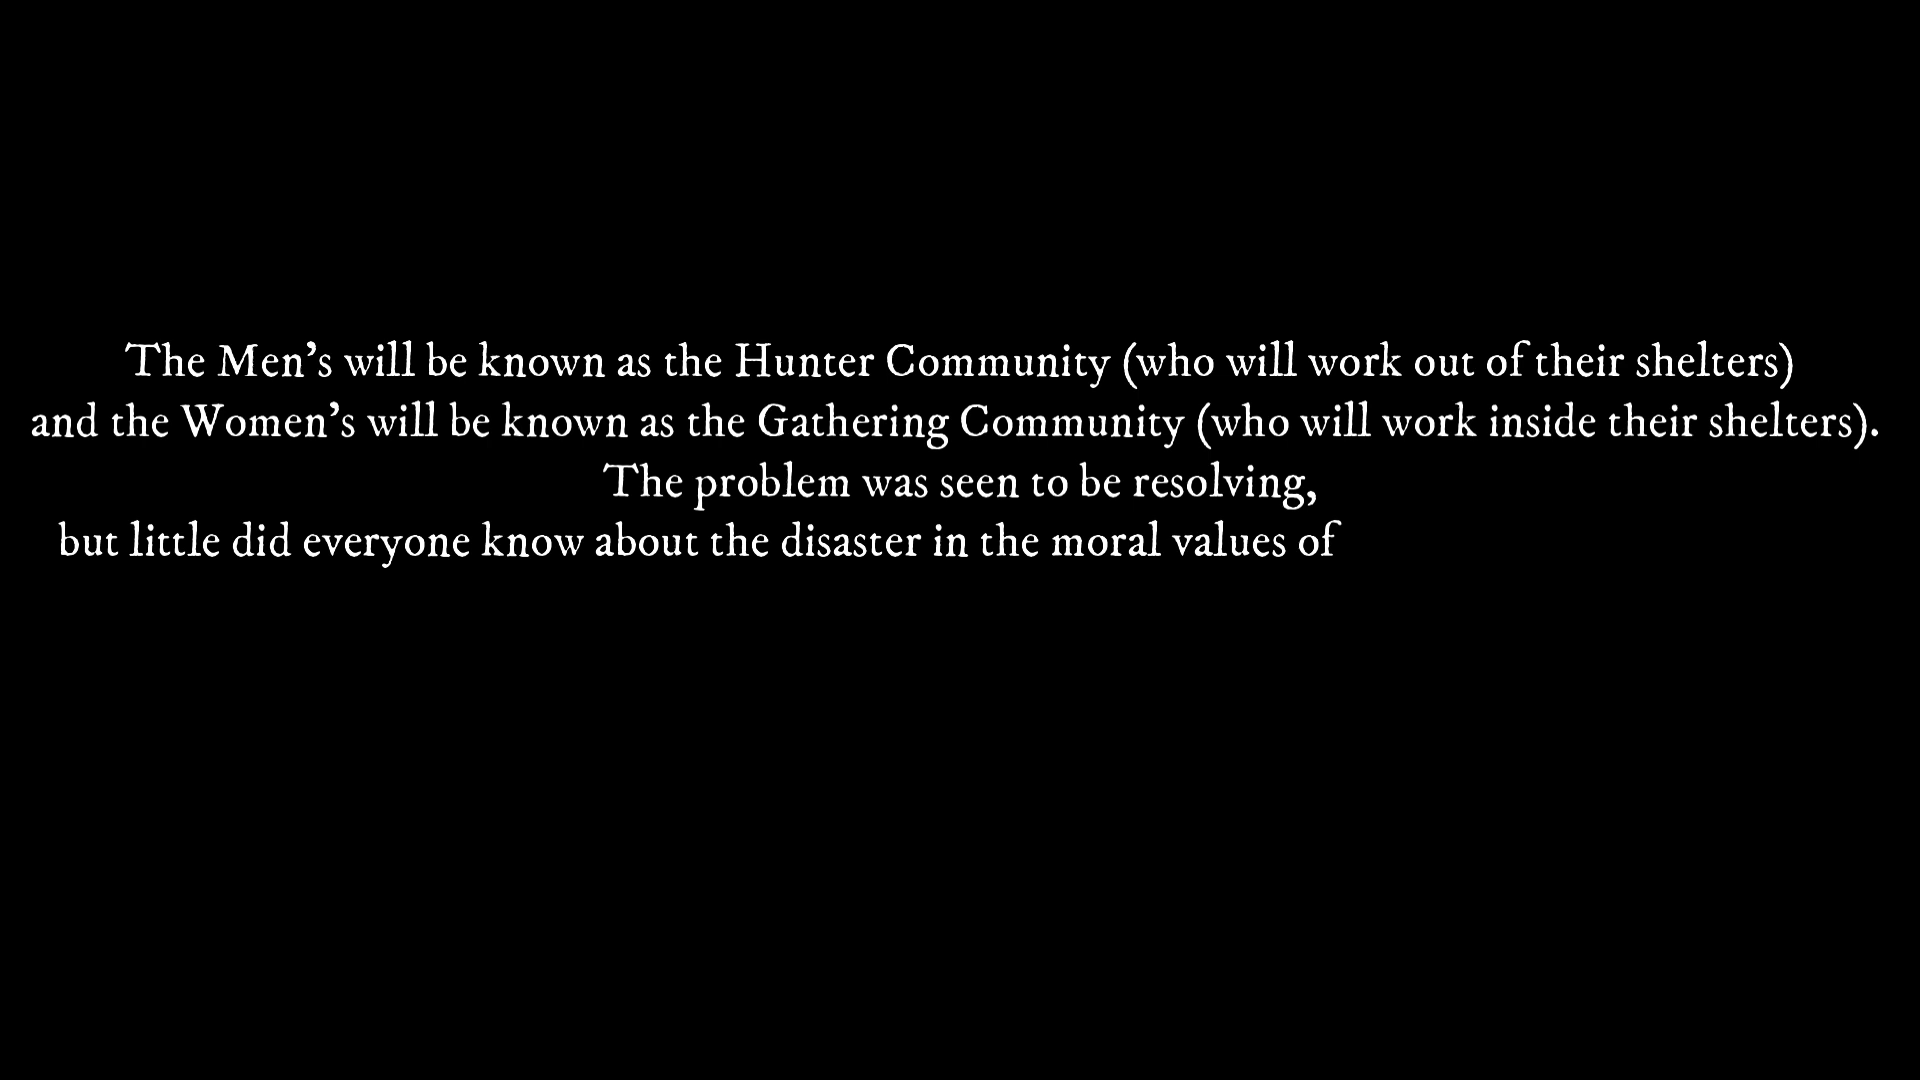 The Men’s will be known as the Hunter Community (who will work out of their shelters)
and the Women’s will be known as the Gathering Community (who will work inside their shelters).
The problem was seen to be resolving,
but little did everyone know about the disaster in the moral values of